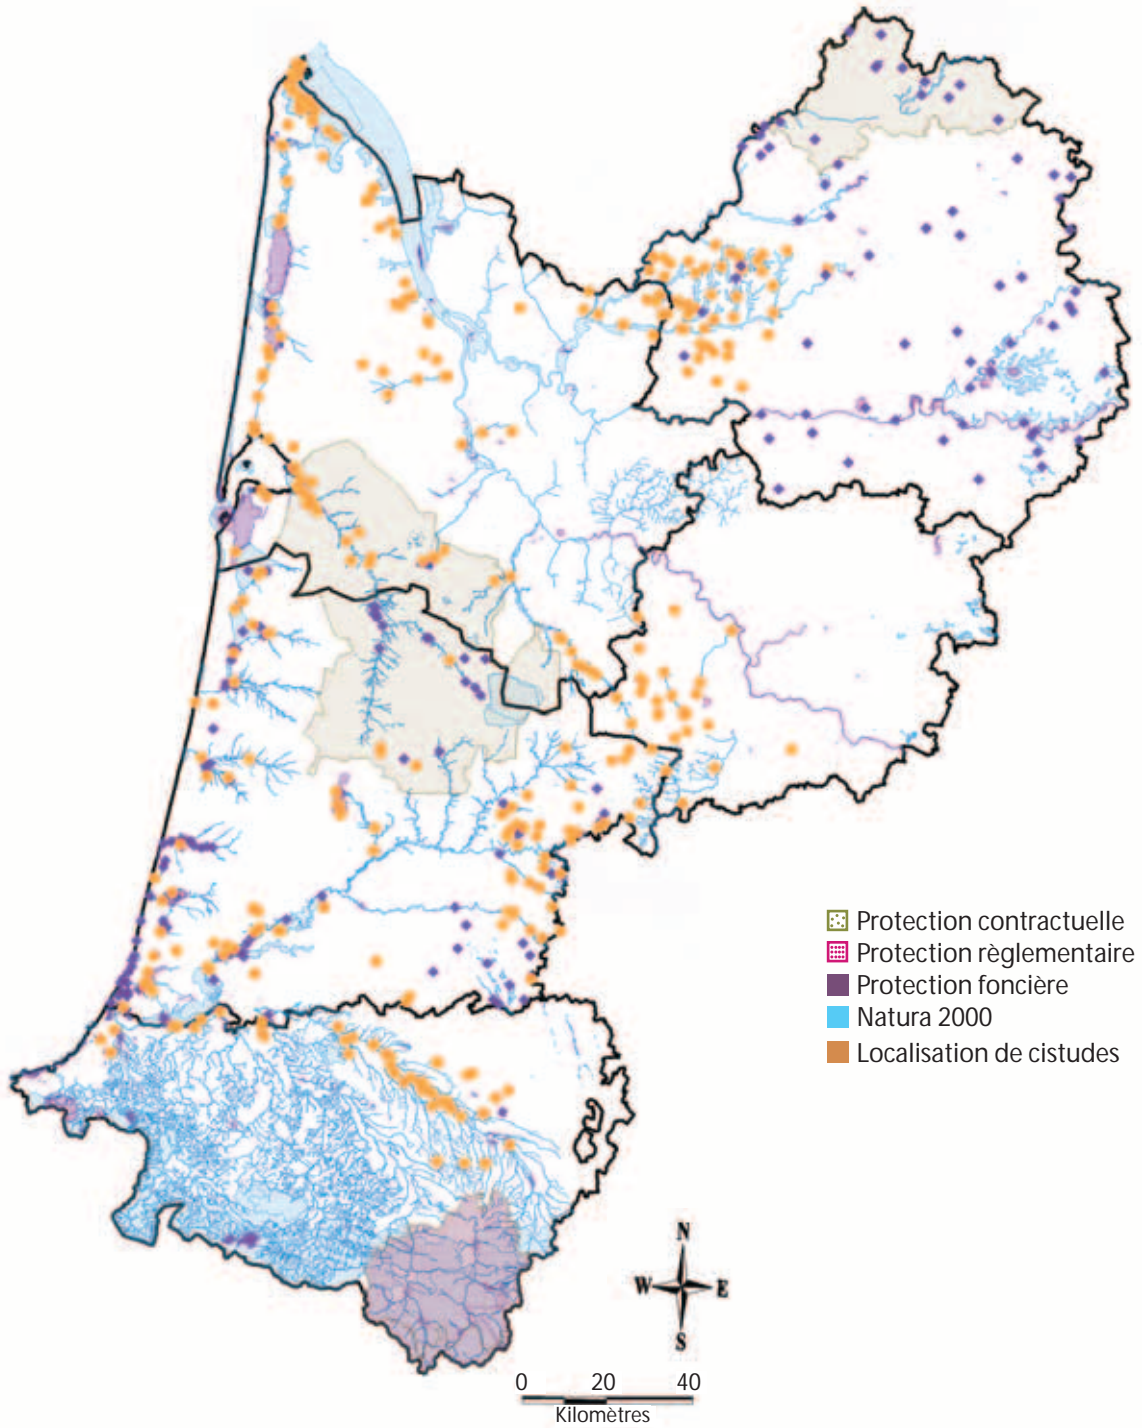 Protection contractuelle
Protection règlementaire
Protection foncière
Natura 2000
Localisation de cistudes
N
W E
S
0 20 40
Kilomètres